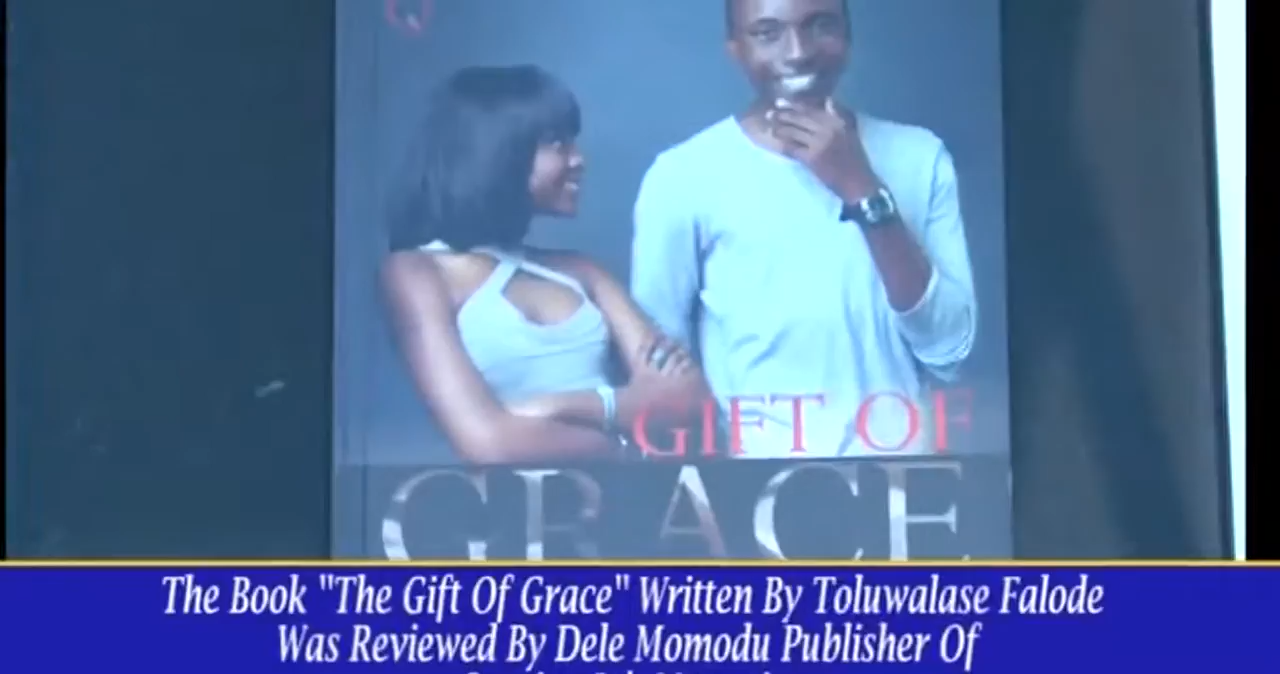 Q
GIFT OF
GRACE
The Book "The Gift Of Grace" Written By Toluwalase Falode
Was Reviewed By Dele Momodu Publisher Of